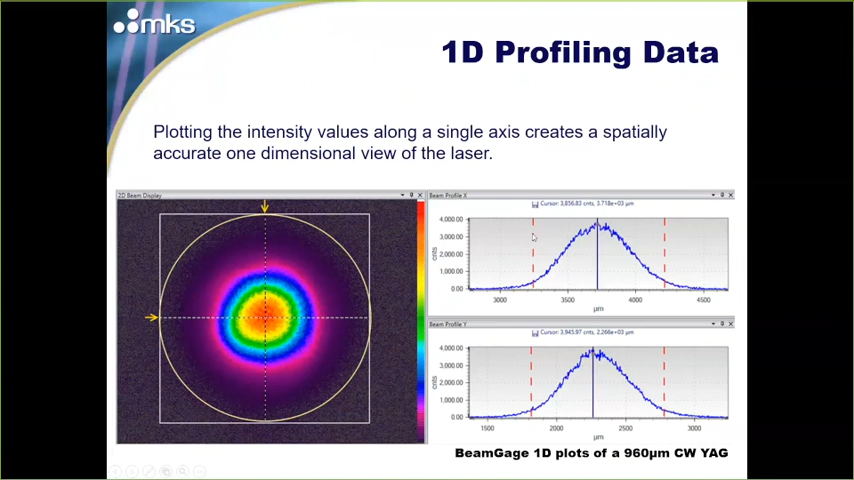 mks
1D Profiling Data
Plotting the intensity values along a single axis creates a spatially
accurate one dimensional view of the laser.
2D Beam Display
Beam Profile X
Cursor: 3,856.83 cnts, 3.718e+03 µm
4,000.00
3,000.00
2,000.00
1,000.00
0.00
cnts
3000 3500 4000 4500
µm
Beam Profile Y
Cursor: 3,945.97 cnts, 2.266e+03 µm
4,000.00
3,000.00
2,000.00
1,000.00
0.00
cnts
1500 2000 2500 3000
µm
BeamGage 1D plots of a 960µm CW YAG